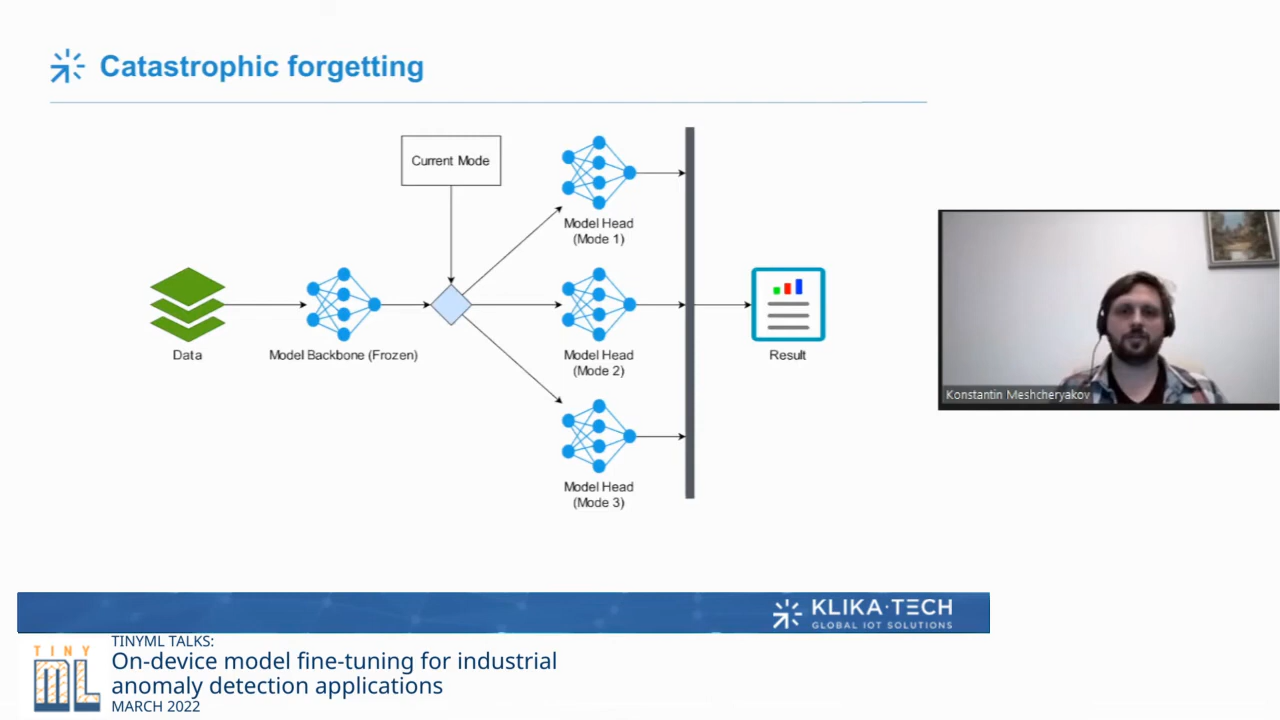 Catastrophic forgetting
Current Mode
Model Head
(Mode 1)
Data
Model Backbone (Frozen)
Model Head
(Mode 2)
Result
Model Head
(Mode 3)
Konstantin Meshcheryakov
KLIKA·TECH
GLOBAL IOT SOLUTIONS
TINY
mL
TINYML TALKS:
On-device model fine-tuning for industrial
anomaly detection applications
MARCH 2022